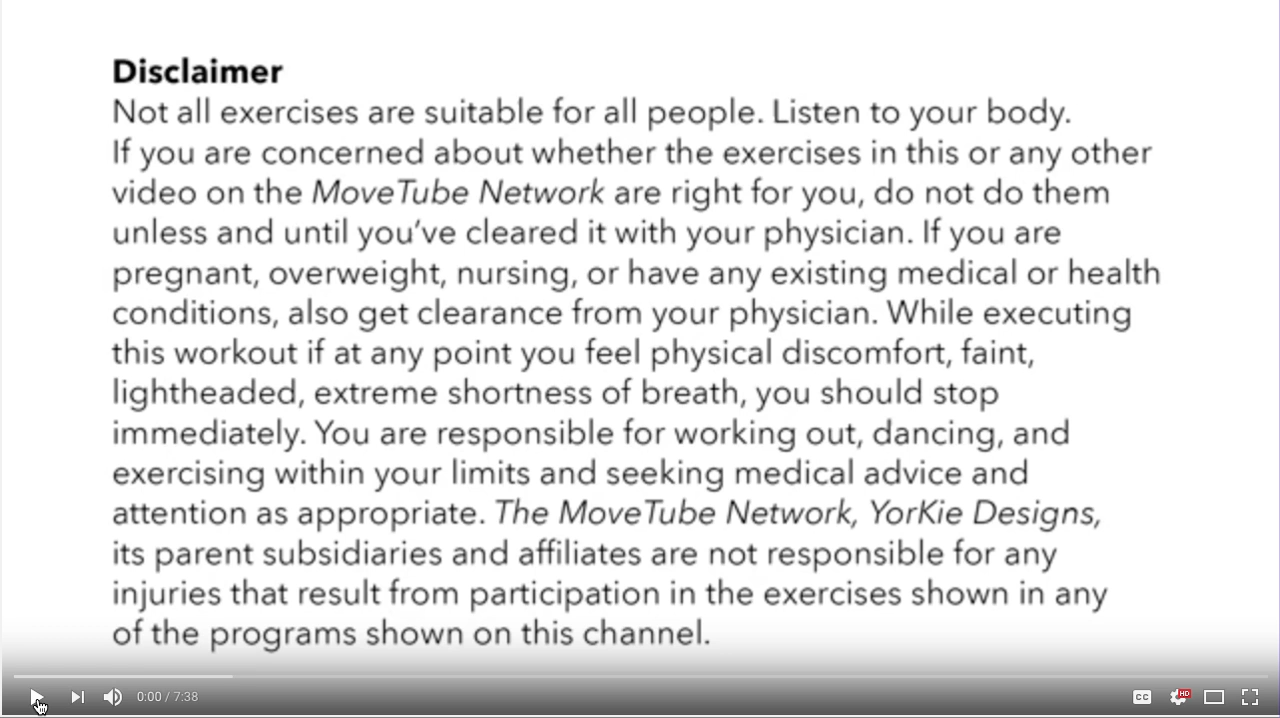 Disclaimer
Not all exercises are suitable for all people. Listen to your body.
If you are concerned about whether the exercises in this or any other
video on the MoveTube Network are right for you, do not do them
unless and until you’ve cleared it with your physician. If you are
pregnant, overweight, nursing, or have any existing medical or health
conditions, also get clearance from your physician. While executing
this workout if at any point you feel physical discomfort, faint,
lightheaded, extreme shortness of breath, you should stop
immediately. You are responsible for working out, dancing, and
exercising within your limits and seeking medical advice and
attention as appropriate. The MoveTube Network, YorKie Designs,
its parent subsidiaries and affiliates are not responsible for any
injuries that result from participation in the exercises shown in any
of the programs shown on this channel.
0:00 / 7:38 CC HD